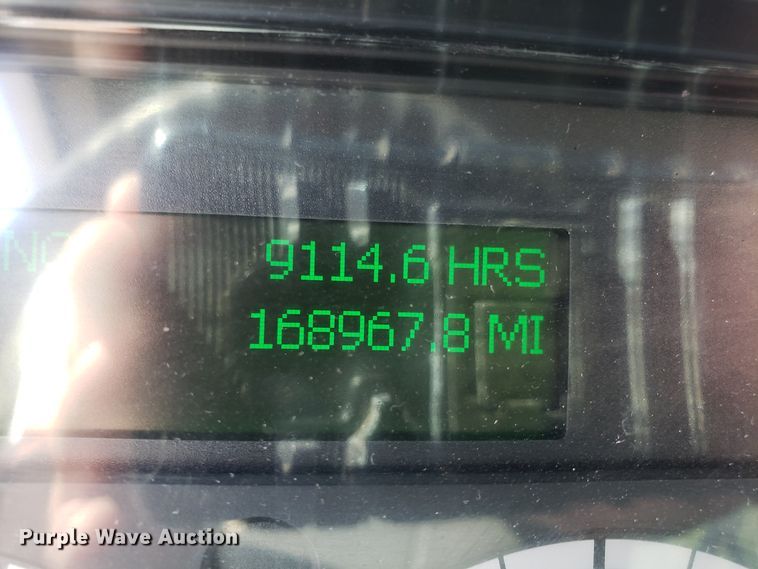 9114.6 HRS
168967.8 MI
Purple Wave Auction